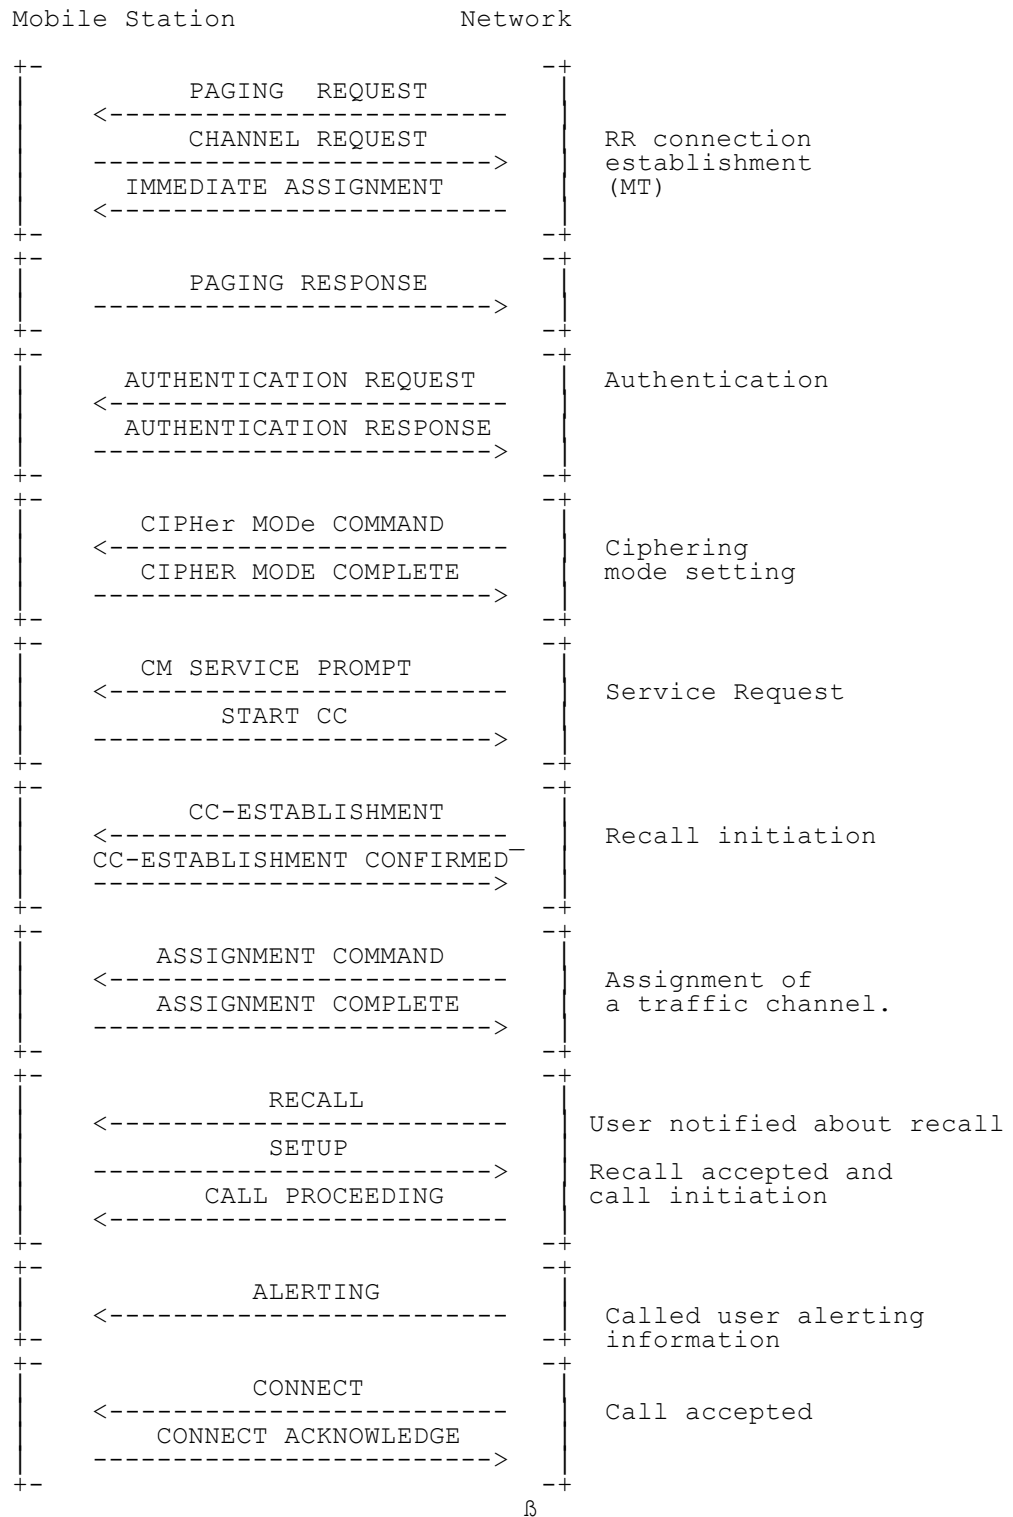 Mobile Station Network
+- -+
PAGING  REQUEST
<-------------------------
CHANNEL REQUEST RR connection
-------------------------> establishment
IMMEDIATE ASSIGNMENT (MT)
<-------------------------
+- -+
+- -+
PAGING RESPONSE
------------------------->
+- -+
+- -+
AUTHENTICATION REQUEST Authentication
<-------------------------
AUTHENTICATION RESPONSE
------------------------->
+- -+
+- -+
CIPHer MODe COMMAND
<------------------------- Ciphering
CIPHER MODE COMPLETE mode setting
------------------------->
+- -+
+- -+
CM SERVICE PROMPT
<------------------------- Service Request
START CC
------------------------->
+- -+
+- -+
CC-ESTABLISHMENT
<------------------------- Recall initiation
CC-ESTABLISHMENT CONFIRMED¯
------------------------->
+- -+
+- -+
ASSIGNMENT COMMAND
<------------------------- Assignment of
ASSIGNMENT COMPLETE a traffic channel.
------------------------->
+- -+
+- -+
RECALL
<------------------------- User notified about recall
SETUP
-------------------------> Recall accepted and
CALL PROCEEDING call initiation
<-------------------------
+- -+
+- -+
ALERTING
<------------------------- Called user alerting
+- -+ information
+- -+
CONNECT
<------------------------- Call accepted
CONNECT ACKNOWLEDGE
------------------------->
+- -+
ß